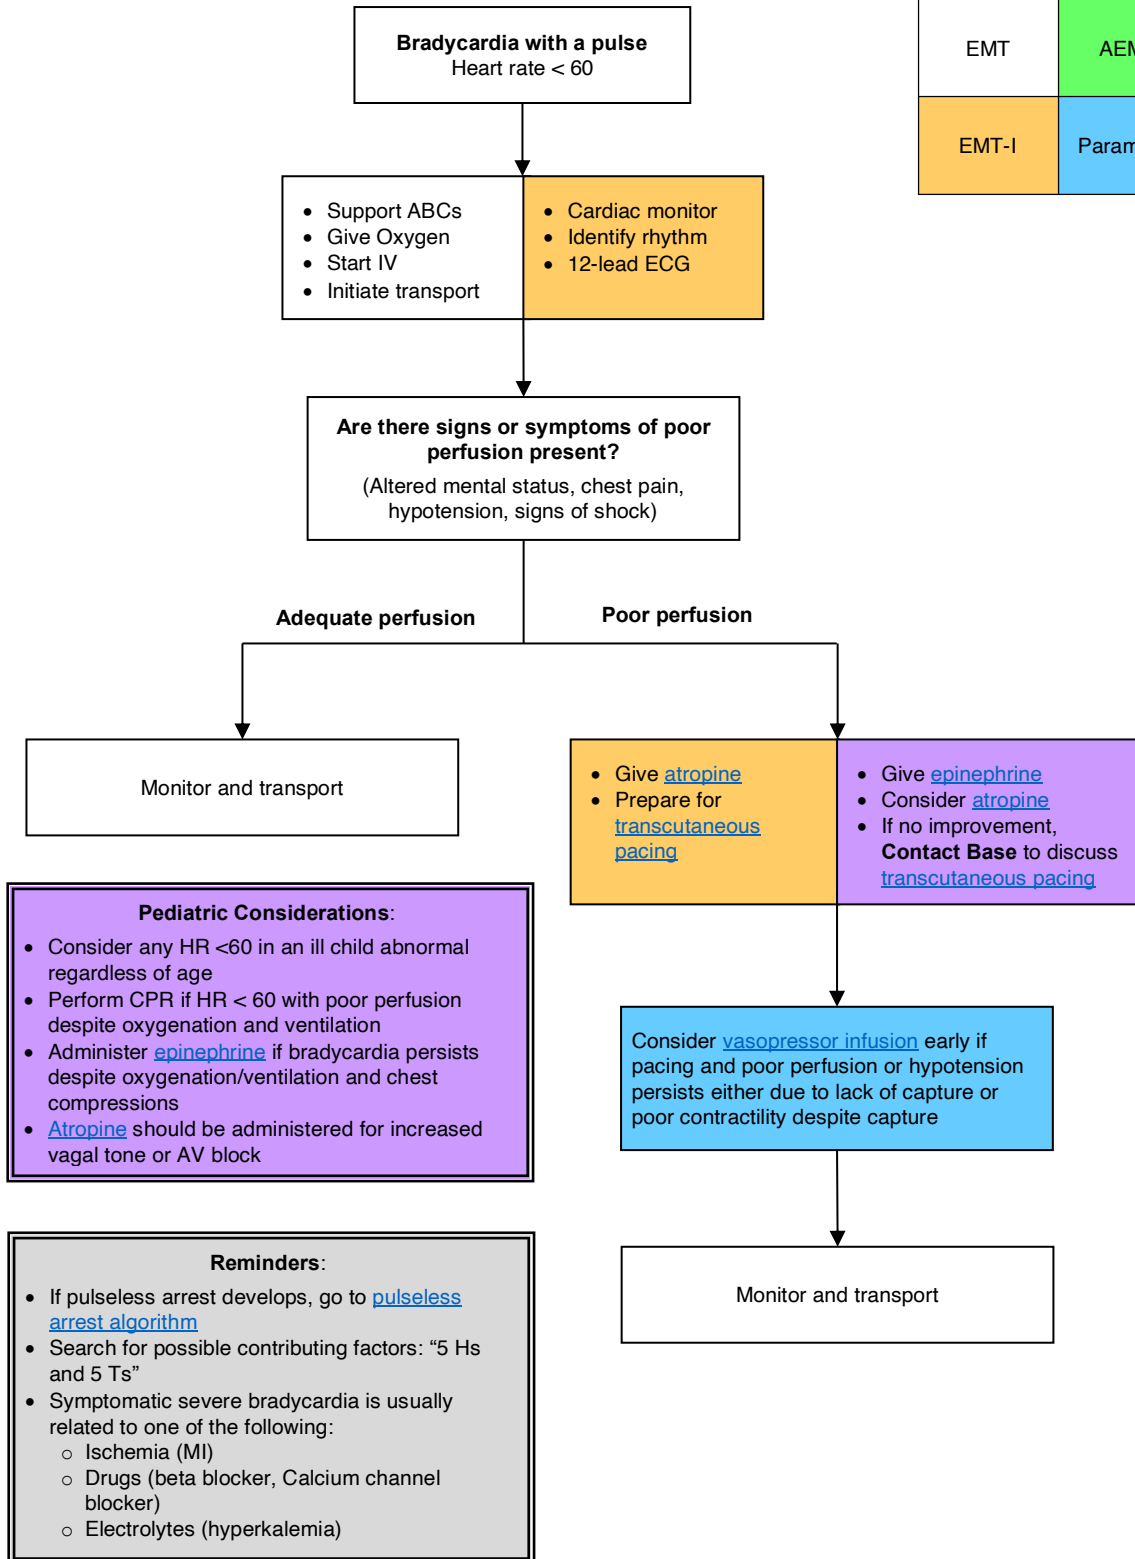 Bradycardia with a pulse
Heart rate < 60
EMT
EMT-I
• Support ABCs
• Give Oxygen
• Start IV
• Initiate transport
• Cardiac monitor
• Identify rhythm
• 12-lead ECG
Are there signs or symptoms of poor
perfusion present?
(Altered mental status, chest pain,
hypotension, signs of shock)
Adequate perfusion
Poor perfusion
Monitor and transport
• Give atropine
• Prepare for
transcutaneous
pacing
• Give epinephrine
• Consider atropine
• If no improvement,
Contact Base to discuss
transcutaneous pacing
Pediatric Considerations:
• Consider any HR <60 in an ill child abnormal
regardless of age
• Perform CPR if HR < 60 with poor perfusion
despite oxygenation and ventilation
• Administer epinephrine if bradycardia persists
despite oxygenation/ventilation and chest
compressions
• Atropine should be administered for increased
vagal tone or AV block
Consider vasopressor infusion early if
pacing and poor perfusion or hypotension
persists either due to lack of capture or
poor contractility despite capture
Monitor and transport
Reminders:
• If pulseless arrest develops, go to pulseless
arrest algorithm
• Search for possible contributing factors: “5 Hs
and 5 Ts”
• Symptomatic severe bradycardia is usually
related to one of the following:
o Ischemia (MI)
o Drugs (beta blocker, Calcium channel
blocker)
o Electrolytes (hyperkalemia)